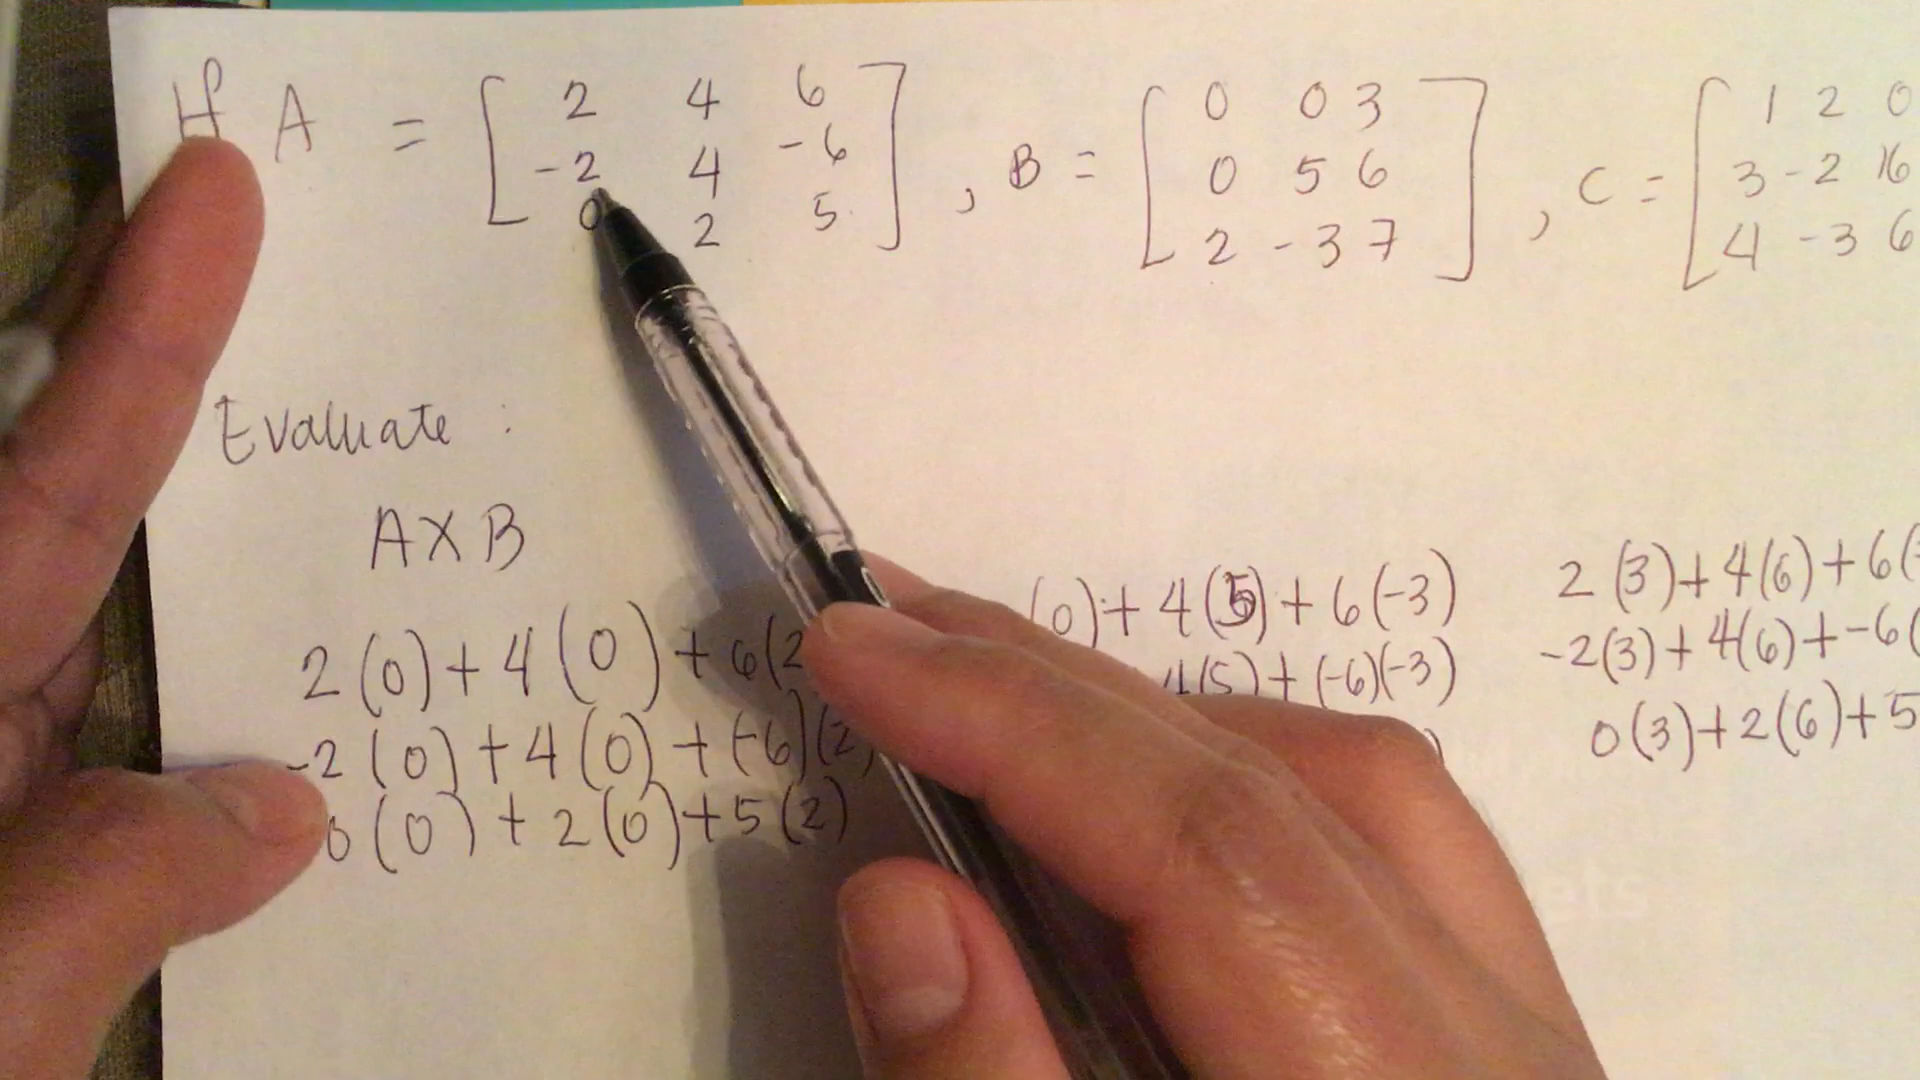 If A = [ 2 4 6 , B = [ 0 0 3 , C = [ 1 2 0
-2 4 -6 0 5 6 3 -2 16
0 2 5 ] 2 -3 7 ] 4 -3 6
Evaluate :
A X B
2(0) + 4(0) + 6(2 (0) + 4(5) + 6(-3) 2(3) + 4(6) + 6(
-2(0) + 4(0) + (-6)(2) 4(5) + (-6)(-3) -2(3) + 4(6) + -6(
0(0) + 2(0) + 5(2) ) 0(3) + 2(6) + 5